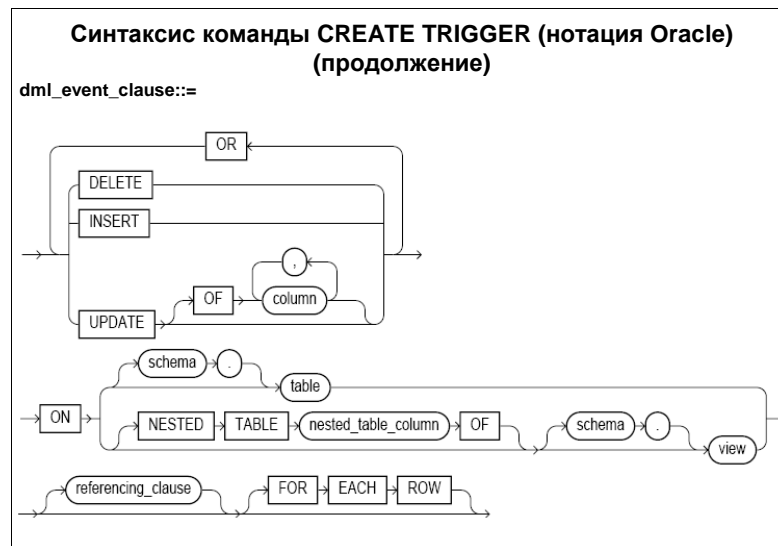 Синтаксис команды CREATE TRIGGER (нотация Oracle)
(продолжение)
dml_event_clause::=
OR
DELETE
INSERT
,
OF column
UPDATE
schema .
table
ON
NESTED TABLE nested_table_column OF schema .
view
referencing_clause FOR EACH ROW